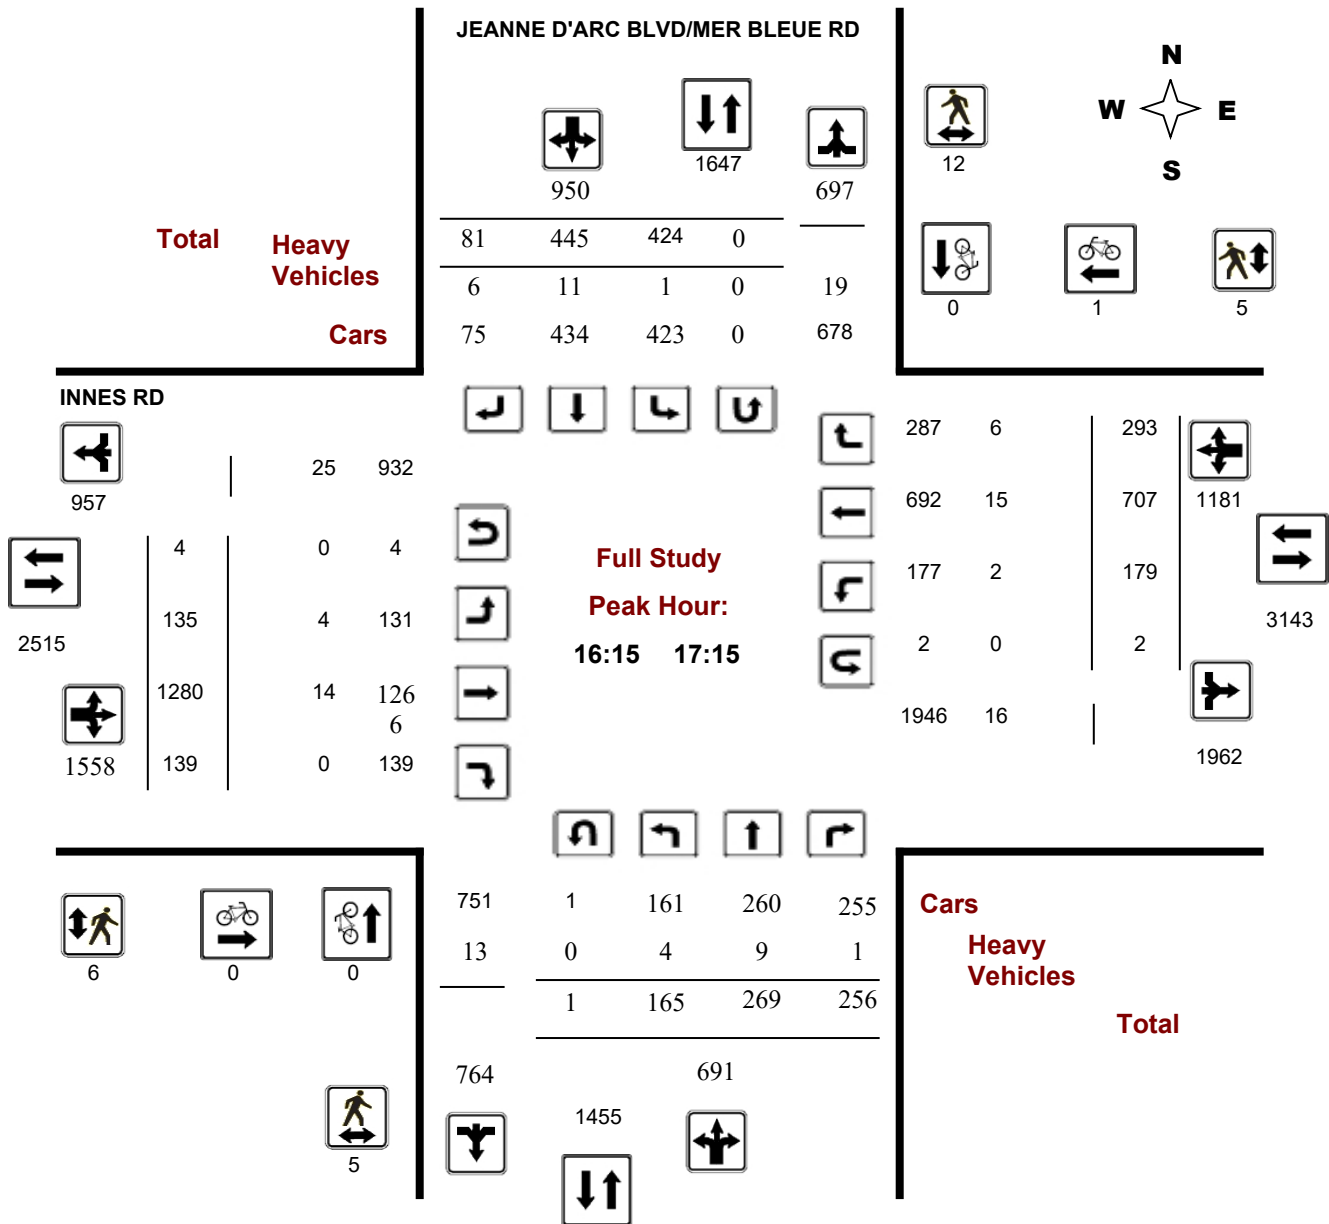 JEANNE D'ARC BLVD/MER BLEUE RD
N
W E
S
1647
12
950
697
Total
Heavy
Vehicles
Cars
81 445 424 0
6 11 1 0 19
75 434 423 0 678
0 1 5
INNES RD
957
25 932
4 0 4
135 4 131
2515
1280 14 126
6
1558
139 0 139
Full Study
Peak Hour:
16:15 17:15
287 6 293
692 15 707
1181
177 2 179
3143
2 0 2
1946 16
1962
751 1 161 260 255
13 0 4 9 1
1 165 269 256
764 691
1455
6 0 0
5
Cars
Heavy
Vehicles
Total